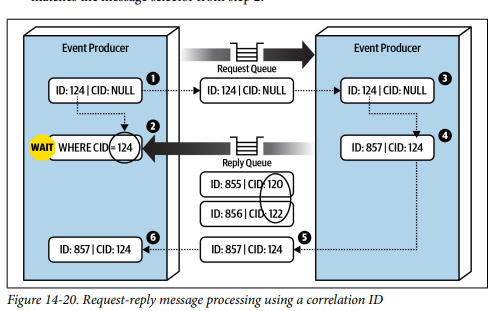 matches the message selector from step 2.
Event Producer
Event Producer
Request Queue
1
3
ID: 124 | CID: NULL
ID: 124 | CID: NULL
ID: 124 | CID: NULL
2
4
WAIT WHERE CID = 124
ID: 857 | CID: 124
Reply Queue
ID: 855 | CID: 120
ID: 856 | CID: 122
6
5
ID: 857 | CID: 124
ID: 857 | CID: 124
Figure 14-20. Request-reply message processing using a correlation ID